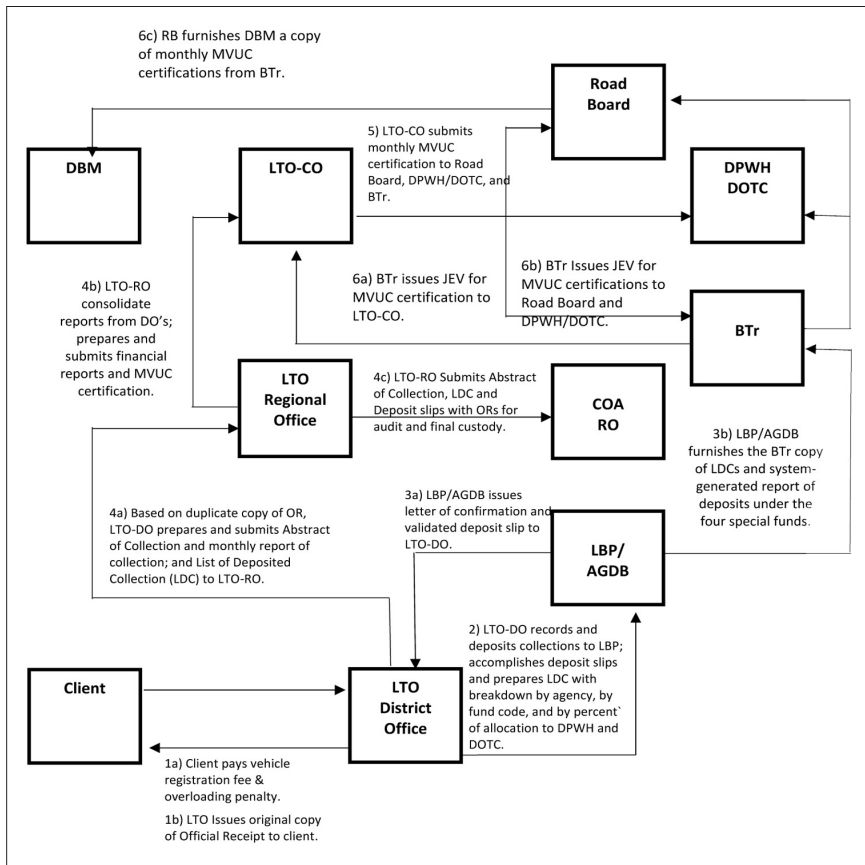 6c) RB furnishes DBM a copy
of monthly MVUC
certifications from BTr.
Road
Board
5) LTO-CO submits
monthly MVUC
certification to Road
Board, DPWH/DOTC, and
BTr.
DBM
LTO-CO
DPWH
DOTC
4b) LTO-RO
consolidate
reports from DO's;
prepares and
submits financial
reports and MVUC
certification.
6a) BTr issues JEV for
MVUC certification to
LTO-CO.
6b) BTr Issues JEV for
MVUC certifications to
Road Board and
DPWH/DOTC.
BTr
LTO
Regional
Office
4c) LTO-RO Submits Abstract
of Collection, LDC and
Deposit slips with ORs for
audit and final custody.
COA
RO
3b) LBP/AGDB
furnishes the BTr copy
of LDCs and system-
generated report of
deposits under the
four special funds.
4a) Based on duplicate copy of OR,
LTO-DO prepares and submits Abstract
of Collection and monthly report of
collection; and List of Deposited
Collection (LDC) to LTO-RO.
3a) LBP/AGDB issues
letter of confirmation and
validated deposit slip to
LTO-DO.
LBP/
AGDB
2) LTO-DO records and
deposits collections to LBP;
accomplishes deposit slips
and prepares LDC with
breakdown by agency, by
fund code, and by percent`
of allocation to DPWH and
DOTC.
Client
LTO
District
Office
1a) Client pays vehicle
registration fee &
overloading penalty.
1b) LTO Issues original copy
of Official Receipt to client.